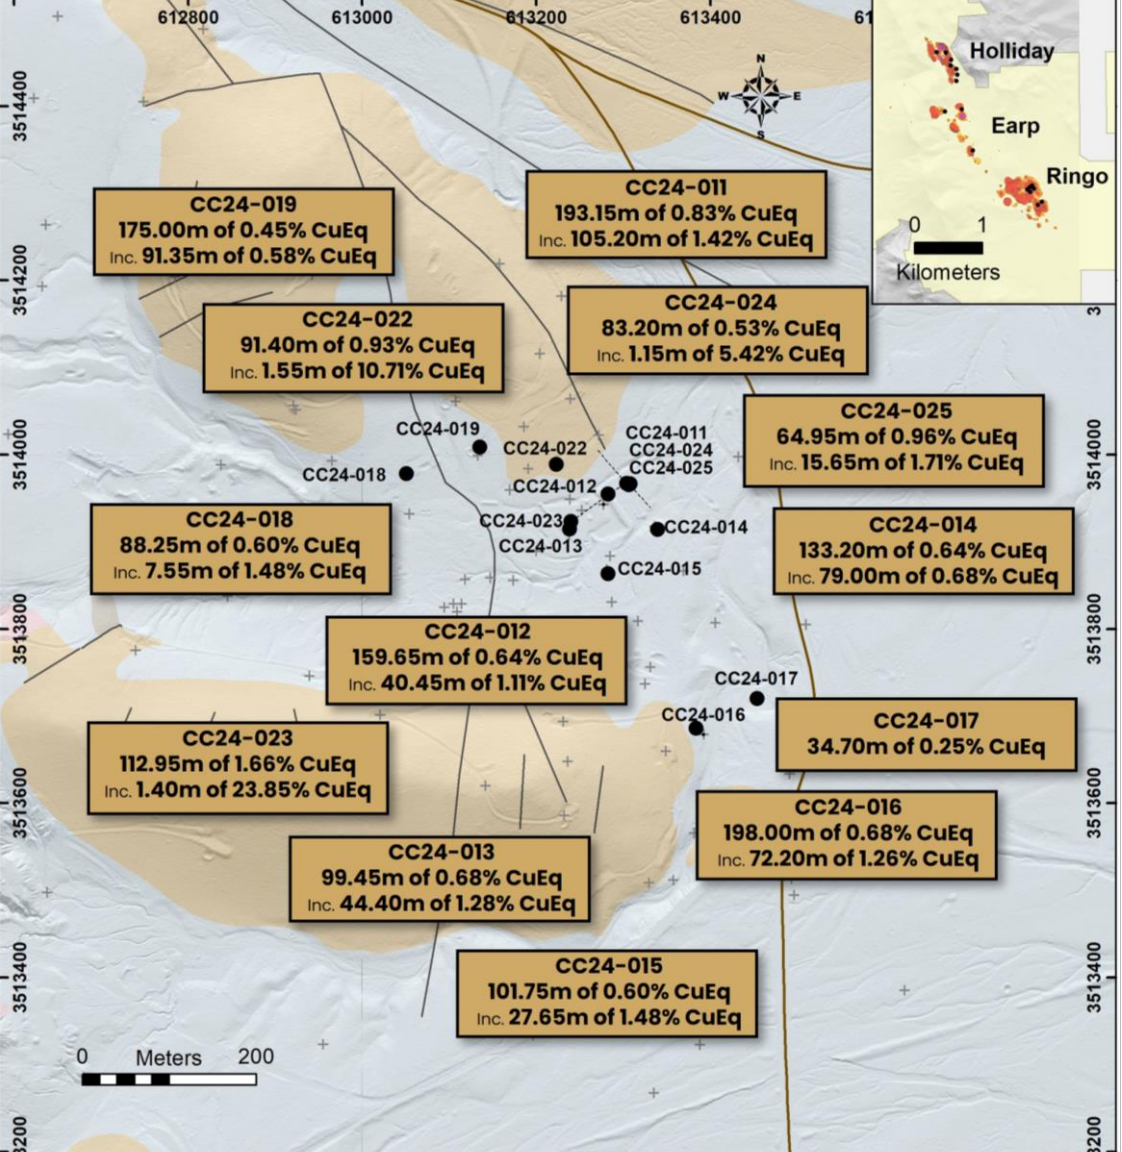 612800
613000
613200
613400
61
Holliday
Earp
Ringo
0 1
Kilometers
N
W E
S
3514400
3514200
3514000
3513800
3513600
3513400
3200
3
3514000
3513800
3513600
3513400
3200
CC24-019
175.00m of 0.45% CuEq
Inc. 91.35m of 0.58% CuEq
CC24-011
193.15m of 0.83% CuEq
Inc. 105.20m of 1.42% CuEq
CC24-022
91.40m of 0.93% CuEq
Inc. 1.55m of 10.71% CuEq
CC24-024
83.20m of 0.53% CuEq
Inc. 1.15m of 5.42% CuEq
CC24-025
64.95m of 0.96% CuEq
Inc. 15.65m of 1.71% CuEq
CC24-019
CC24-022
CC24-011
CC24-024
CC24-025
CC24-018
CC24-012
CC24-023
CC24-013
CC24-014
CC24-015
CC24-018
88.25m of 0.60% CuEq
Inc. 7.55m of 1.48% CuEq
CC24-014
133.20m of 0.64% CuEq
Inc. 79.00m of 0.68% CuEq
CC24-012
159.65m of 0.64% CuEq
Inc. 40.45m of 1.11% CuEq
CC24-017
CC24-016
CC24-023
112.95m of 1.66% CuEq
Inc. 1.40m of 23.85% CuEq
CC24-017
34.70m of 0.25% CuEq
CC24-016
198.00m of 0.68% CuEq
Inc. 72.20m of 1.26% CuEq
CC24-013
99.45m of 0.68% CuEq
Inc. 44.40m of 1.28% CuEq
CC24-015
101.75m of 0.60% CuEq
Inc. 27.65m of 1.48% CuEq
0 Meters 200